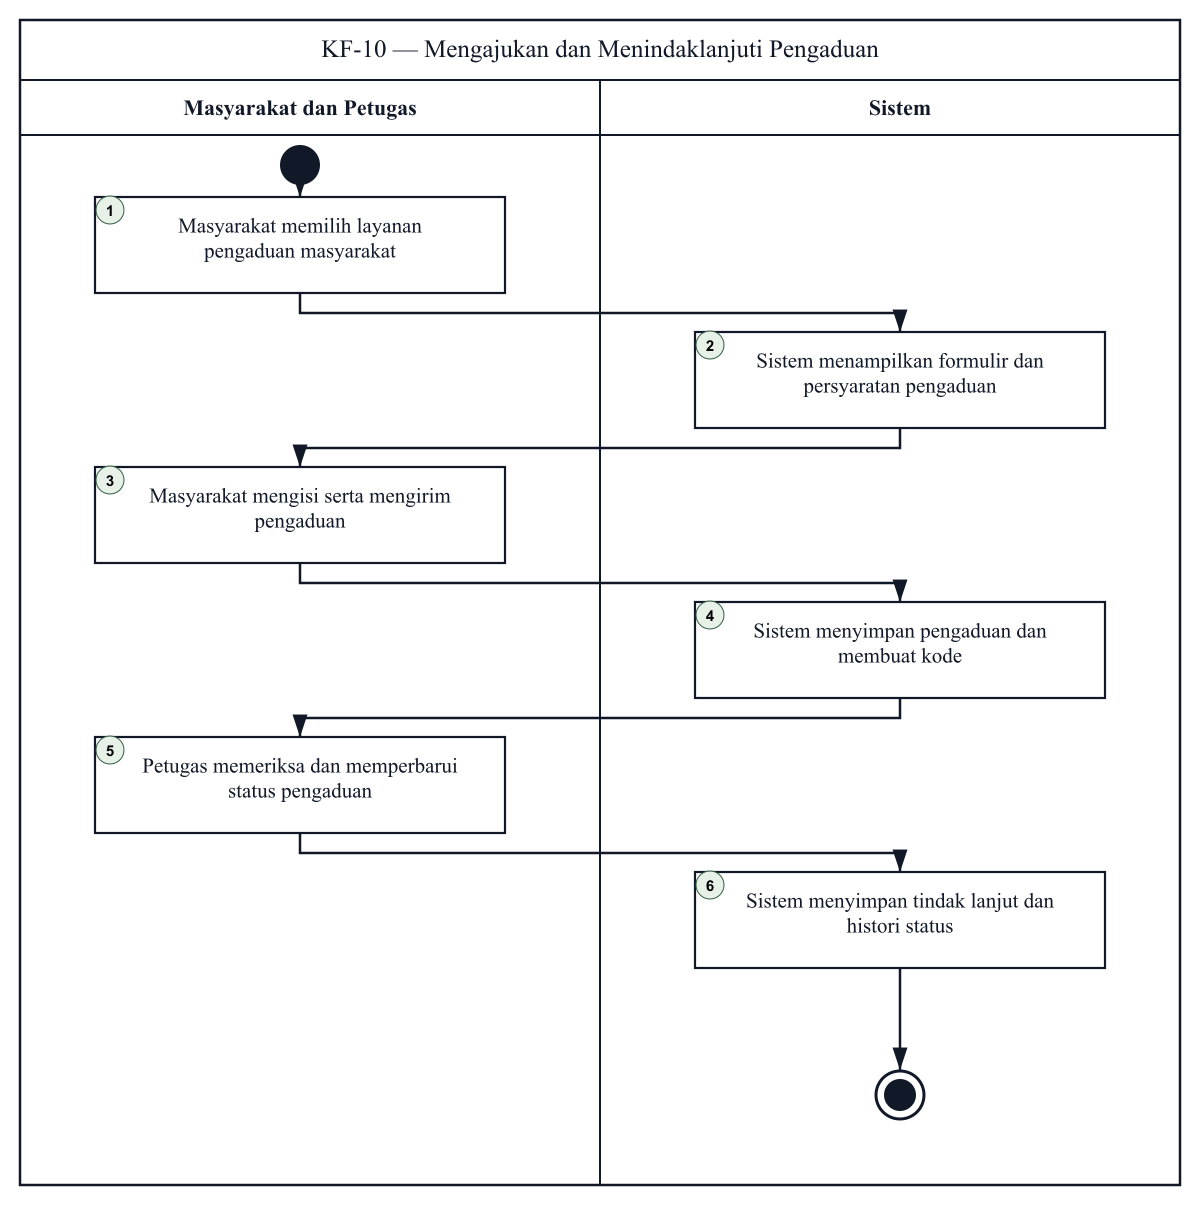 KF-10 — Mengajukan dan Menindaklanjuti Pengaduan
Masyarakat dan Petugas
Sistem
1
Masyarakat memilih layanan
pengaduan masyarakat
2
Sistem menampilkan formulir dan
persyaratan pengaduan
3
Masyarakat mengisi serta mengirim
pengaduan
4
Sistem menyimpan pengaduan dan
membuat kode
5
Petugas memeriksa dan memperbarui
status pengaduan
6
Sistem menyimpan tindak lanjut dan
histori status